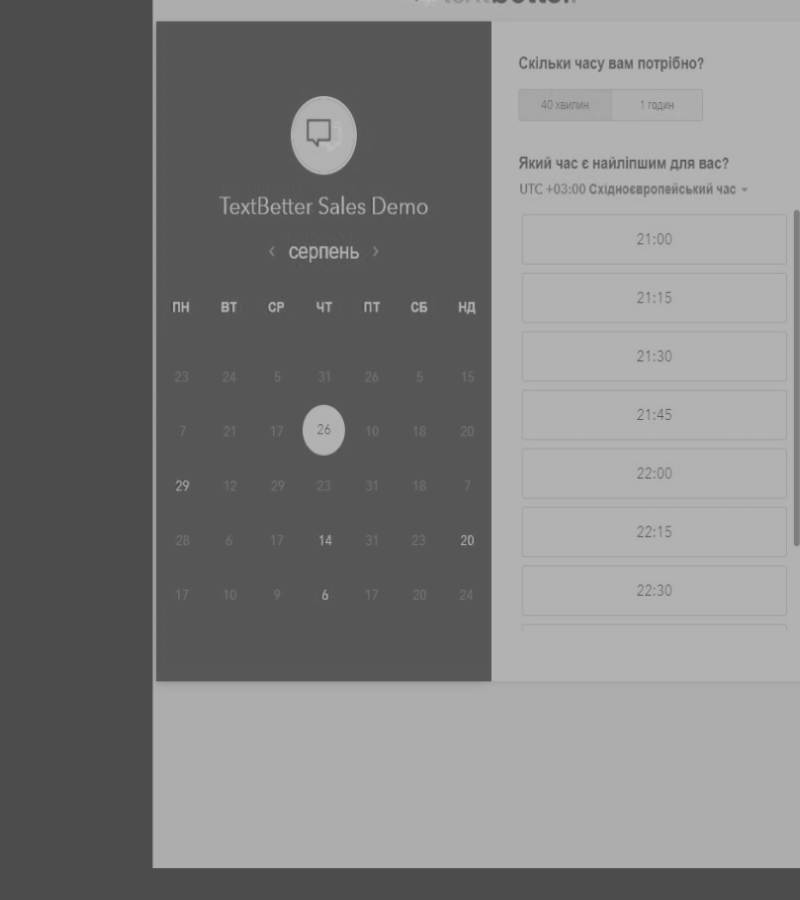 textbetter
TextBetter Sales Demo
‹ серпень ›
ПН ВТ СР ЧТ ПТ СБ НД
23 24 5 31 26 5 15
7 21 17 26 10 18 20
29 12 29 23 31 18 7
28 6 17 14 31 23 20
17 10 9 6 17 20 24
Скільки часу вам потрібно?
40 хвилин 1 годин
Який час є найліпшим для вас?
UTC +03:00 Східноєвропейський час
21:00
21:15
21:30
21:45
22:00
22:15
22:30